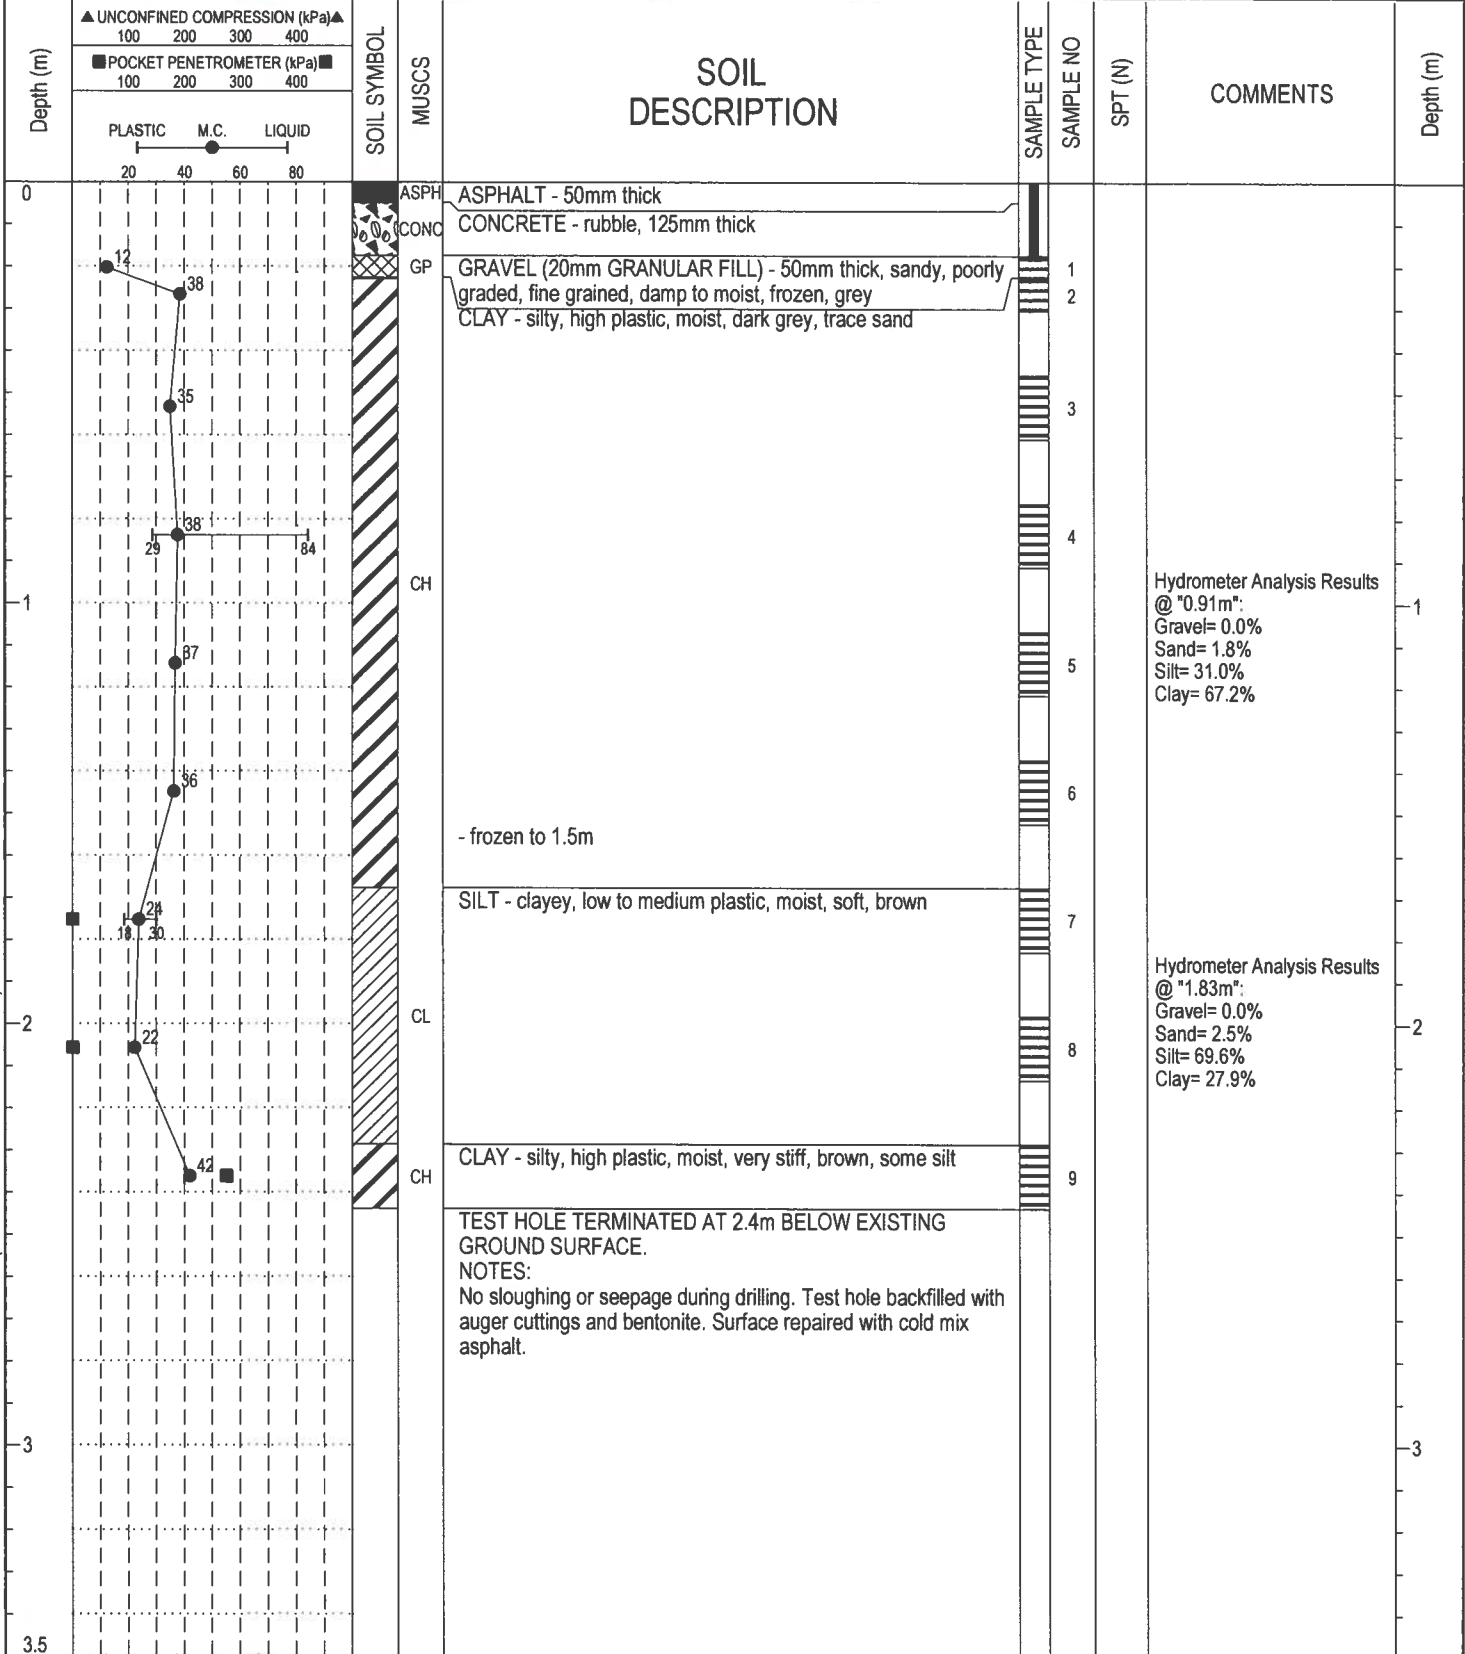 ▲ UNCONFINED COMPRESSION (kPa) ▲
100 200 300 400
■ POCKET PENETROMETER (kPa) ■
100 200 300 400
PLASTIC M.C. LIQUID
20 40 60 80
Depth (m)
SOIL SYMBOL
MUSCS
SOIL
DESCRIPTION
SAMPLE TYPE
SAMPLE NO
SPT (N)
COMMENTS
Depth (m)
0
ASPH
ASPHALT - 50mm thick
CONC
CONCRETE - rubble, 125mm thick
12
GP
GRAVEL (20mm GRANULAR FILL) - 50mm thick, sandy, poorly
graded, fine grained, damp to moist, frozen, grey
1
38
2
CLAY - silty, high plastic, moist, dark grey, trace sand
35
3
38
29
84
4
CH
Hydrometer Analysis Results
@ "0.91m":
Gravel= 0.0%
Sand= 1.8%
Silt= 31.0%
Clay= 67.2%
1
1
37
5
36
6
- frozen to 1.5m
SILT - clayey, low to medium plastic, moist, soft, brown
24
18
30
7
Hydrometer Analysis Results
@ "1.83m":
Gravel= 0.0%
Sand= 2.5%
Silt= 69.6%
Clay= 27.9%
CL
2
2
22
8
CLAY - silty, high plastic, moist, very stiff, brown, some silt
42
CH
9
TEST HOLE TERMINATED AT 2.4m BELOW EXISTING
GROUND SURFACE.
NOTES:
No sloughing or seepage during drilling. Test hole backfilled with
auger cuttings and bentonite. Surface repaired with cold mix
asphalt.
3
3
3.5